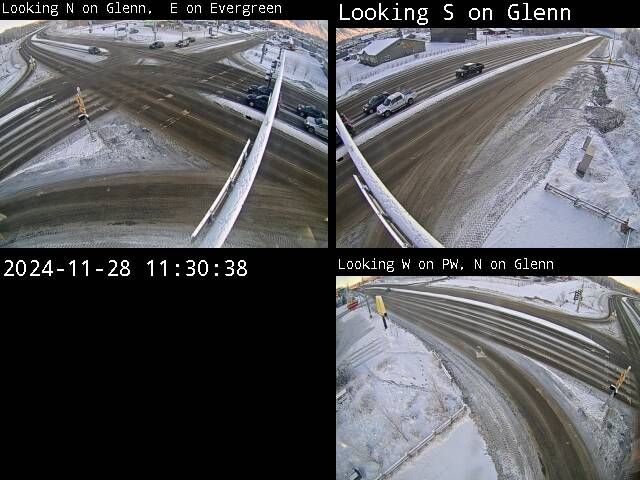 Looking N on Glenn, E on Evergreen
Looking S on Glenn
2024-11-28 11:30:38
Looking W on PW, N on Glenn